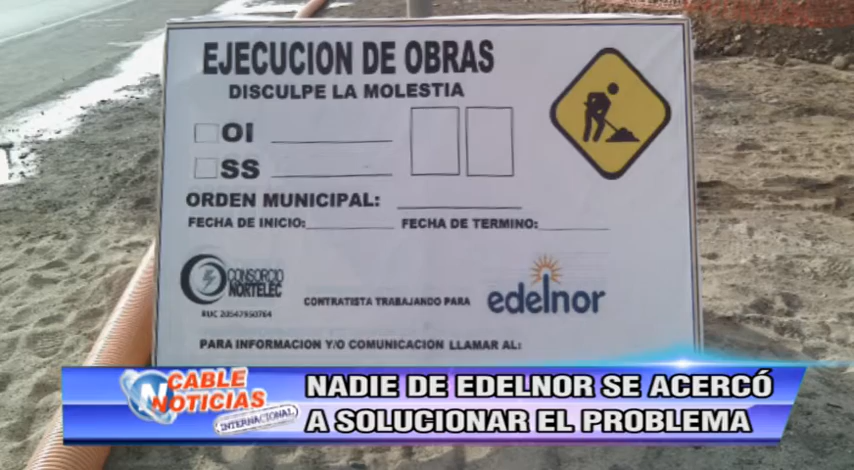 EJECUCION DE OBRAS
DISCULPE LA MOLESTIA
OI
SS
ORDEN MUNICIPAL:
FECHA DE INICIO: FECHA DE TERMINO:
CONSORCIO
NORTELEC
RUC 20547950764
CONTRATISTA TRABAJANDO PARA
edelnor
PARA INFORMACION Y/O COMUNICACION LLAMAR AL:
CABLE
NOTICIAS
INTERNACIONAL
NADIE DE EDELNOR SE ACERCÓ
A SOLUCIONAR EL PROBLEMA